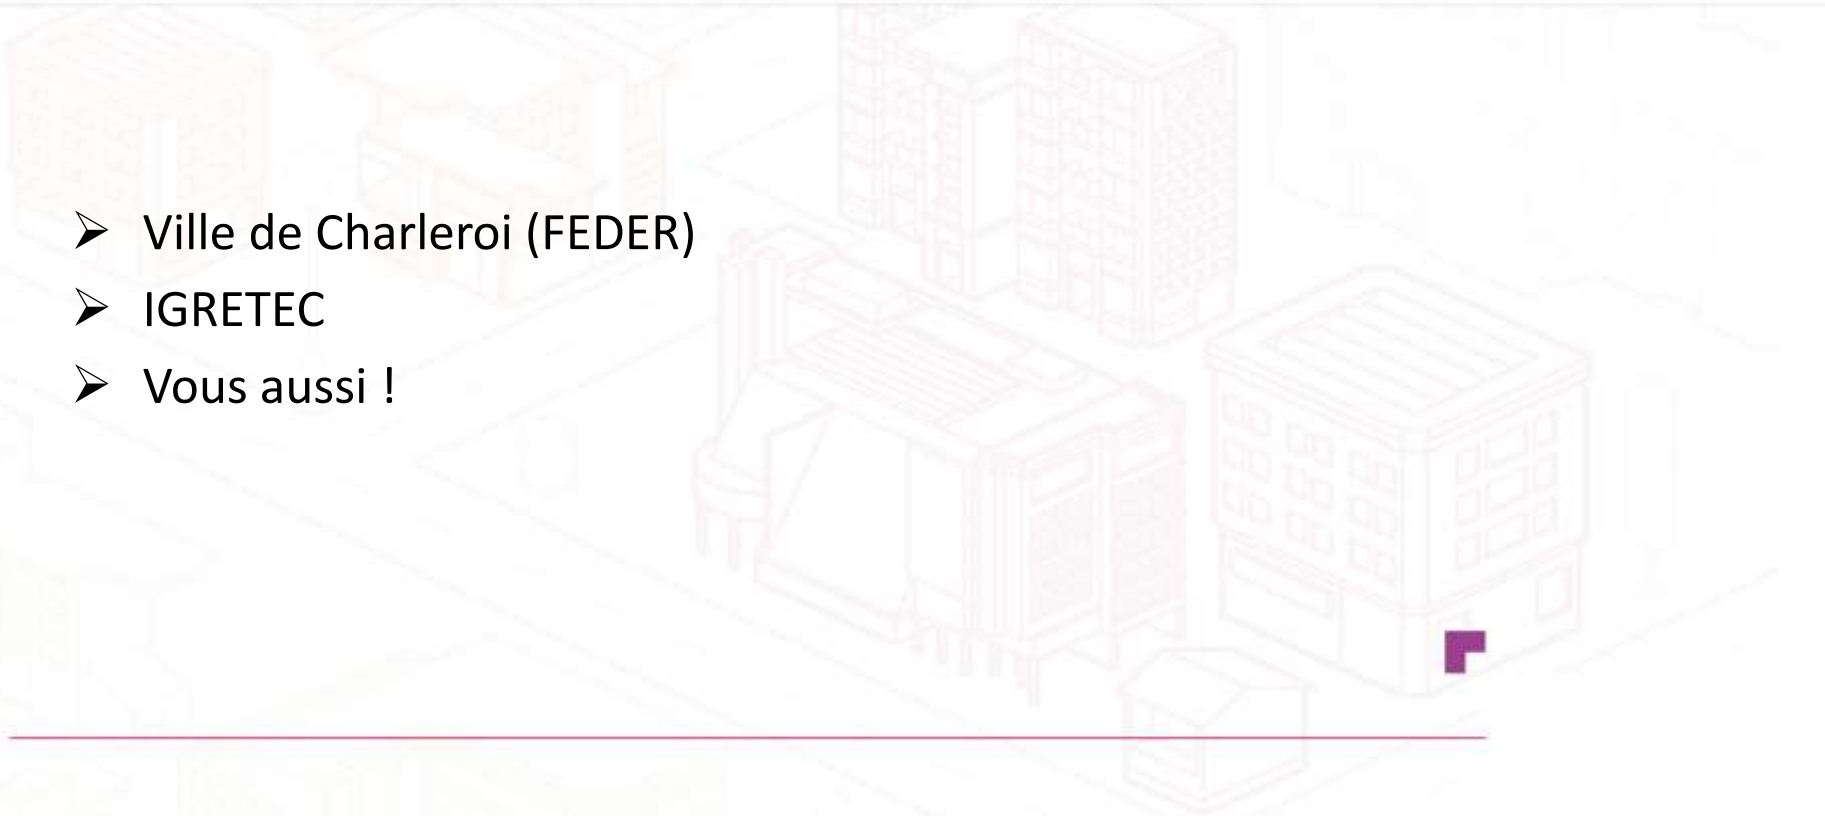 ➢ Ville de Charleroi (FEDER)
➢ IGRETEC
➢ Vous aussi !